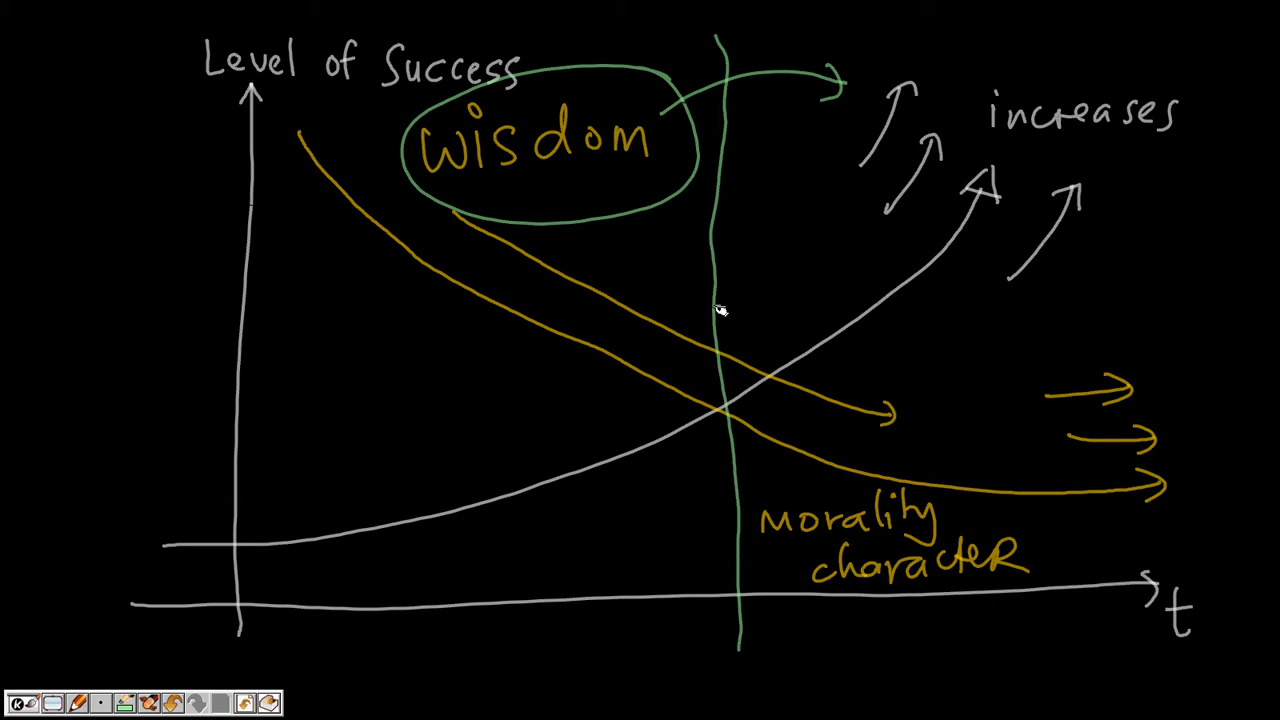 Level of Success
wisdom
increases
morality
character
t